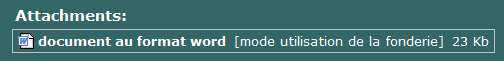 Attachments:
document au format word [mode utilisation de la fonderie] 23 Kb